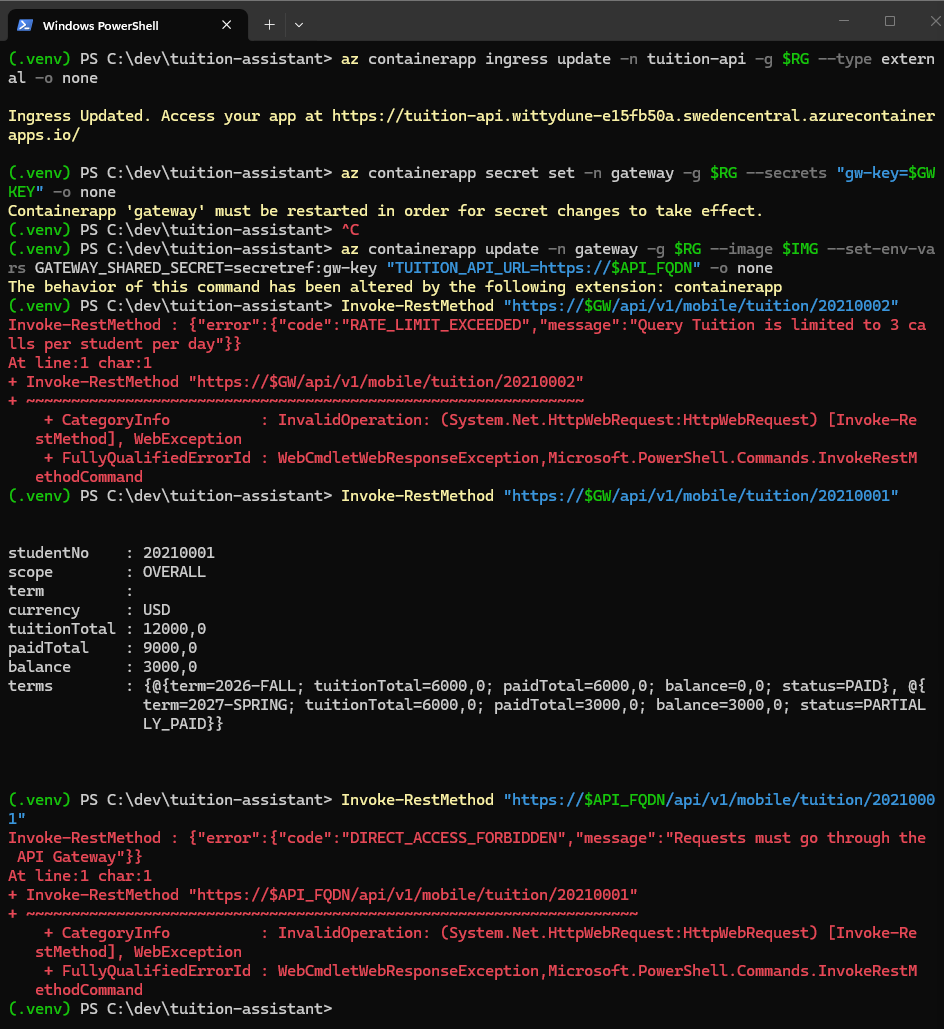 Windows PowerShell
(.venv) PS C:\dev\tuition-assistant> az containerapp ingress update -n tuition-api -g $RG --type extern
al -o none
Ingress Updated. Access your app at https://tuition-api.wittydune-e15fb50a.swedencentral.azurecontainer
apps.io/
(.venv) PS C:\dev\tuition-assistant> az containerapp secret set -n gateway -g $RG --secrets "gw-key=$GW
KEY" -o none
Containerapp 'gateway' must be restarted in order for secret changes to take effect.
(.venv) PS C:\dev\tuition-assistant> ^C
(.venv) PS C:\dev\tuition-assistant> az containerapp update -n gateway -g $RG --image $IMG --set-env-va
rs GATEWAY_SHARED_SECRET=secretref:gw-key "TUITION_API_URL=https://$API_FQDN" -o none
The behavior of this command has been altered by the following extension: containerapp
(.venv) PS C:\dev\tuition-assistant> Invoke-RestMethod "https://$GW/api/v1/mobile/tuition/20210002"
Invoke-RestMethod : {"error":{"code":"RATE_LIMIT_EXCEEDED","message":"Query Tuition is limited to 3 ca
lls per student per day"}}
At line:1 char:1
+ Invoke-RestMethod "https://$GW/api/v1/mobile/tuition/20210002"
+ ~~~~~~~~~~~~~~~~~~~~~~~~~~~~~~~~~~~~~~~~~~~~~~~~~~~~~~~~~~~~~~
    + CategoryInfo          : InvalidOperation: (System.Net.HttpWebRequest:HttpWebRequest) [Invoke-Re
   stMethod], WebException
    + FullyQualifiedErrorId : WebCmdletWebResponseException,Microsoft.PowerShell.Commands.InvokeRestM
   ethodCommand
(.venv) PS C:\dev\tuition-assistant> Invoke-RestMethod "https://$GW/api/v1/mobile/tuition/20210001"
studentNo    : 20210001
scope        : OVERALL
term         :
currency     : USD
tuitionTotal : 12000,0
paidTotal    : 9000,0
balance      : 3000,0
terms        : {@{term=2026-FALL; tuitionTotal=6000,0; paidTotal=6000,0; balance=0,0; status=PAID}, @{
               term=2027-SPRING; tuitionTotal=6000,0; paidTotal=3000,0; balance=3000,0; status=PARTIAL
               LY_PAID}}
(.venv) PS C:\dev\tuition-assistant> Invoke-RestMethod "https://$API_FQDN/api/v1/mobile/tuition/2021000
1"
Invoke-RestMethod : {"error":{"code":"DIRECT_ACCESS_FORBIDDEN","message":"Requests must go through the
 API Gateway"}}
At line:1 char:1
+ Invoke-RestMethod "https://$API_FQDN/api/v1/mobile/tuition/20210001"
+ ~~~~~~~~~~~~~~~~~~~~~~~~~~~~~~~~~~~~~~~~~~~~~~~~~~~~~~~~~~~~~~~~~~~~
    + CategoryInfo          : InvalidOperation: (System.Net.HttpWebRequest:HttpWebRequest) [Invoke-Re
   stMethod], WebException
    + FullyQualifiedErrorId : WebCmdletWebResponseException,Microsoft.PowerShell.Commands.InvokeRestM
   ethodCommand
(.venv) PS C:\dev\tuition-assistant>